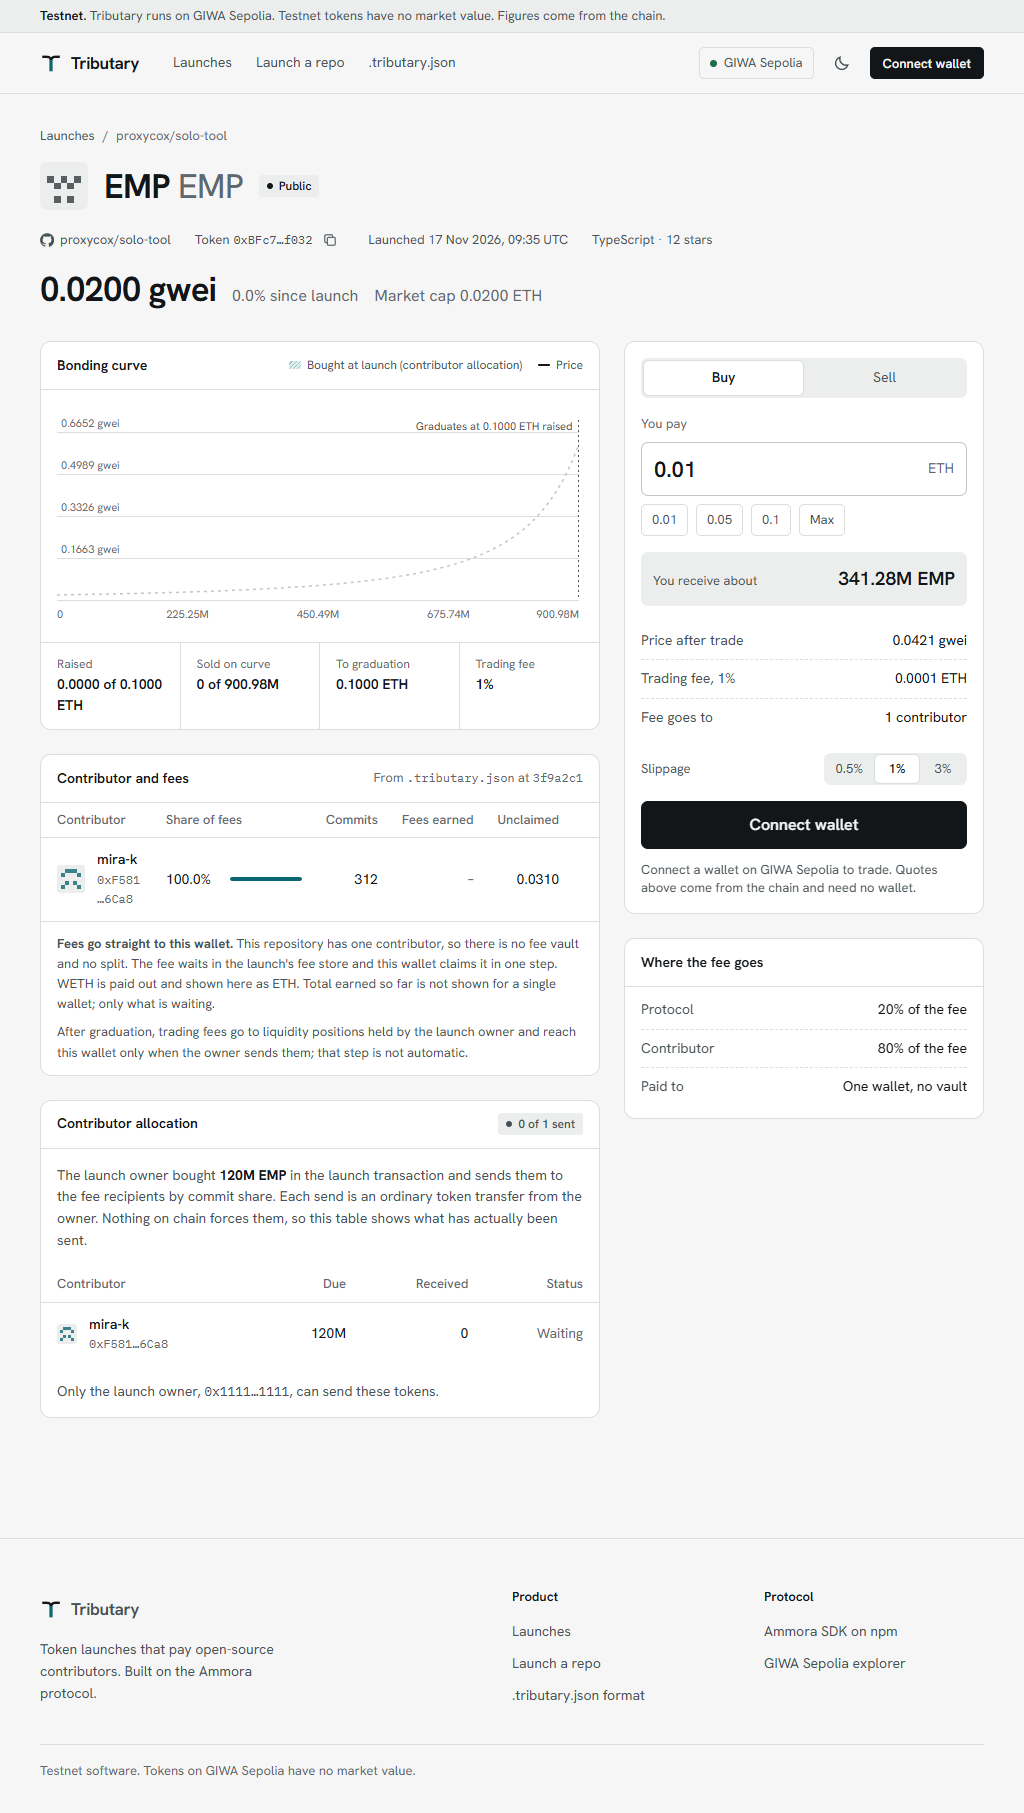 Testnet. Tributary runs on GIWA Sepolia. Testnet tokens have no market value. Figures come from the chain.
Tributary
Launches
Launch a repo
.tributary.json
GIWA Sepolia
Connect wallet
Launches / proxycox/solo-tool
EMP EMP
Public
proxycox/solo-tool
Token 0xBFc7…f032
Launched 17 Nov 2026, 09:35 UTC
TypeScript · 12 stars
0.0200 gwei
0.0% since launch
Market cap 0.0200 ETH
Bonding curve
Bought at launch (contributor allocation)
Price
Graduates at 0.1000 ETH raised
0.6652 gwei
0.4989 gwei
0.3326 gwei
0.1663 gwei
0
225.25M
450.49M
675.74M
900.98M
Raised
0.0000 of 0.1000
ETH
Sold on curve
0 of 900.98M
To graduation
0.1000 ETH
Trading fee
1%
Contributor and fees
From .tributary.json at 3f9a2c1
Contributor
Share of fees
Commits
Fees earned
Unclaimed
mira-k
0xF581
…6Ca8
100.0%
312
–
0.0310
Fees go straight to this wallet. This repository has one contributor, so there is no fee vault
and no split. The fee waits in the launch's fee store and this wallet claims it in one step.
WETH is paid out and shown here as ETH. Total earned so far is not shown for a single
wallet; only what is waiting.
After graduation, trading fees go to liquidity positions held by the launch owner and reach
this wallet only when the owner sends them; that step is not automatic.
Contributor allocation
0 of 1 sent
The launch owner bought 120M EMP in the launch transaction and sends them to
the fee recipients by commit share. Each send is an ordinary token transfer from the
owner. Nothing on chain forces them, so this table shows what has actually been
sent.
Contributor
Due
Received
Status
mira-k
0xF581…6Ca8
120M
0
Waiting
Only the launch owner, 0x1111…1111, can send these tokens.
Buy
Sell
You pay
0.01
ETH
0.01
0.05
0.1
Max
You receive about
341.28M EMP
Price after trade
0.0421 gwei
Trading fee, 1%
0.0001 ETH
Fee goes to
1 contributor
Slippage
0.5%
1%
3%
Connect wallet
Connect a wallet on GIWA Sepolia to trade. Quotes
above come from the chain and need no wallet.
Where the fee goes
Protocol
20% of the fee
Contributor
80% of the fee
Paid to
One wallet, no vault
Tributary
Token launches that pay open-source
contributors. Built on the Ammora
protocol.
Product
Launches
Launch a repo
.tributary.json format
Protocol
Ammora SDK on npm
GIWA Sepolia explorer
Testnet software. Tokens on GIWA Sepolia have no market value.